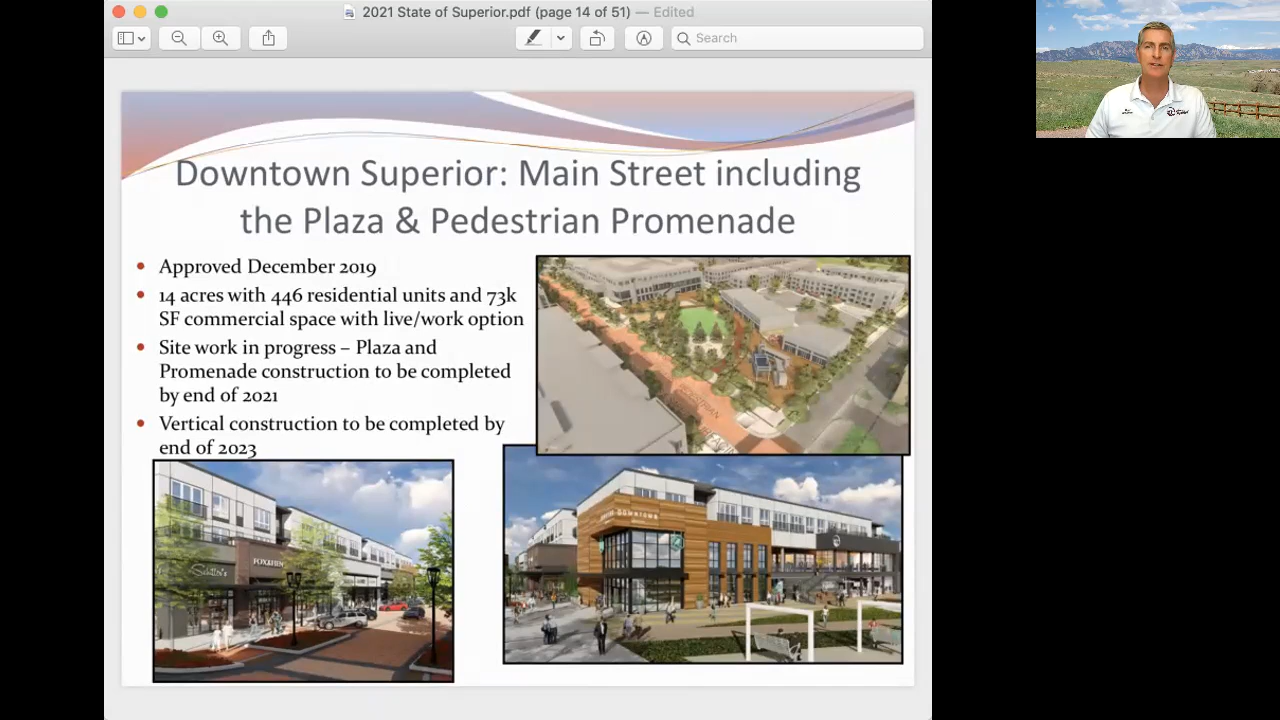 2021 State of Superior.pdf (page 14 of 51) — Edited
Search
Downtown Superior: Main Street including
the Plaza & Pedestrian Promenade
• Approved December 2019
• 14 acres with 446 residential units and 73k
SF commercial space with live/work option
• Site work in progress – Plaza and
Promenade construction to be completed
by end of 2021
• Vertical construction to be completed by
end of 2023
PEDESTRIAN
DOWNTOWN